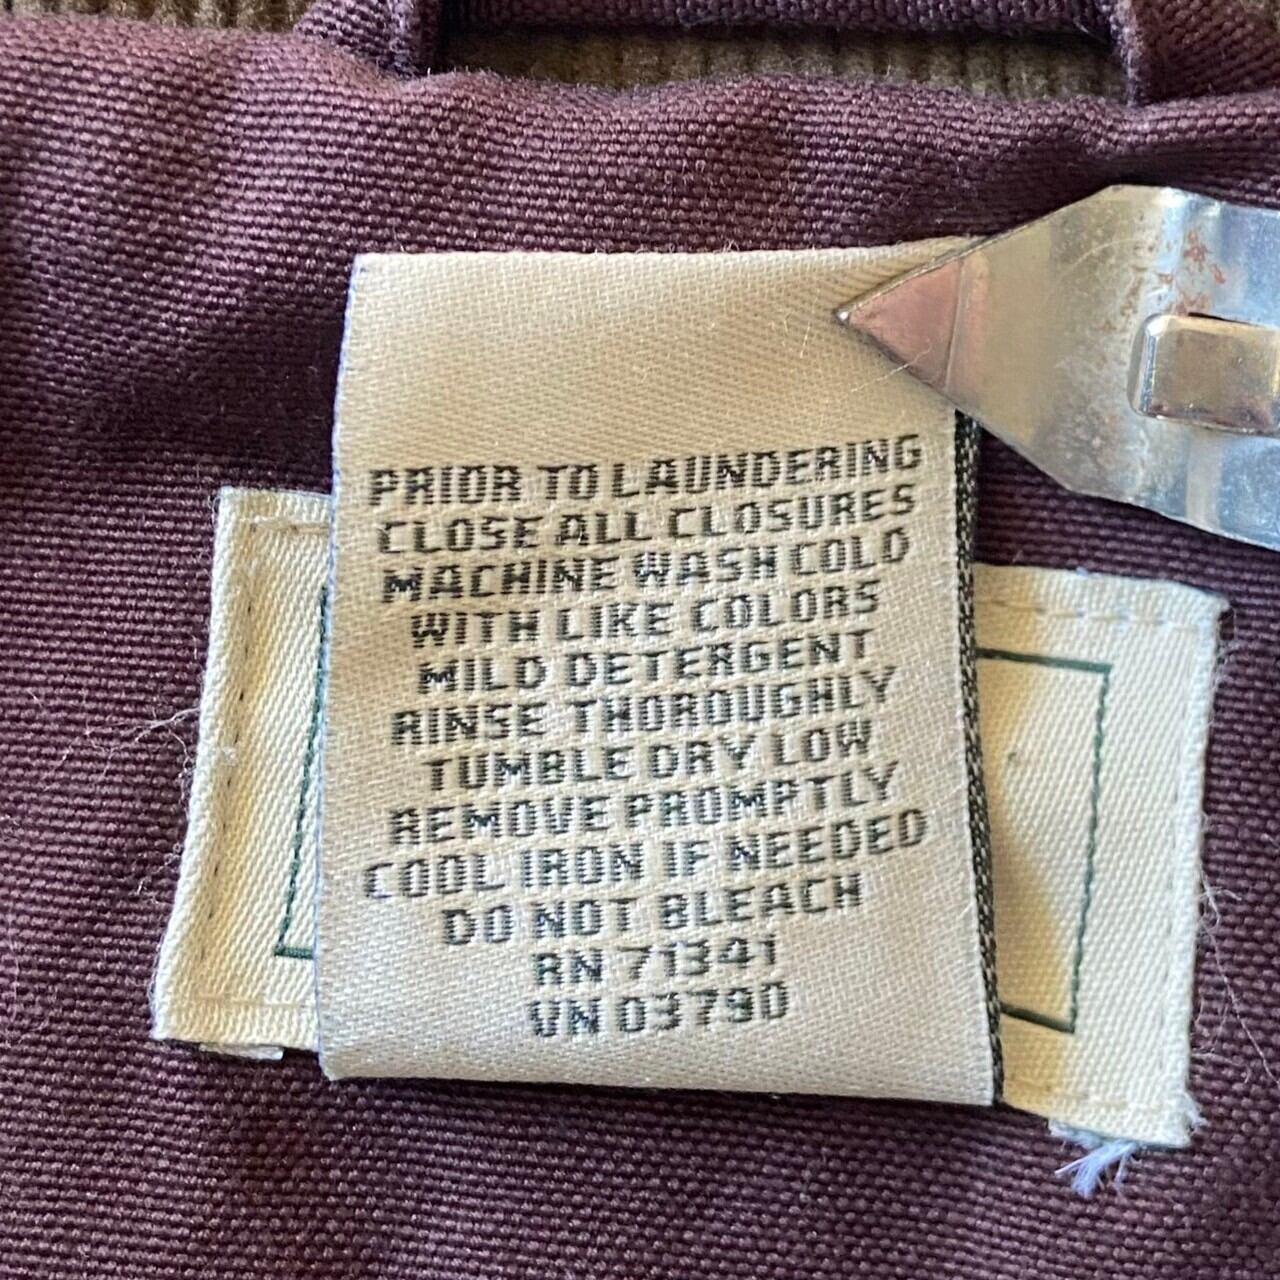 PRIOR TO LAUNDERING
CLOSE ALL CLOSURES
MACHINE WASH COLD
WITH LIKE COLORS
MILD DETERGENT
RINSE THOROUGHLY
TUMBLE DRY LOW
REMOVE PROMPTLY
COOL IRON IF NEEDED
DO NOT BLEACH
RN 71341
VN 03790